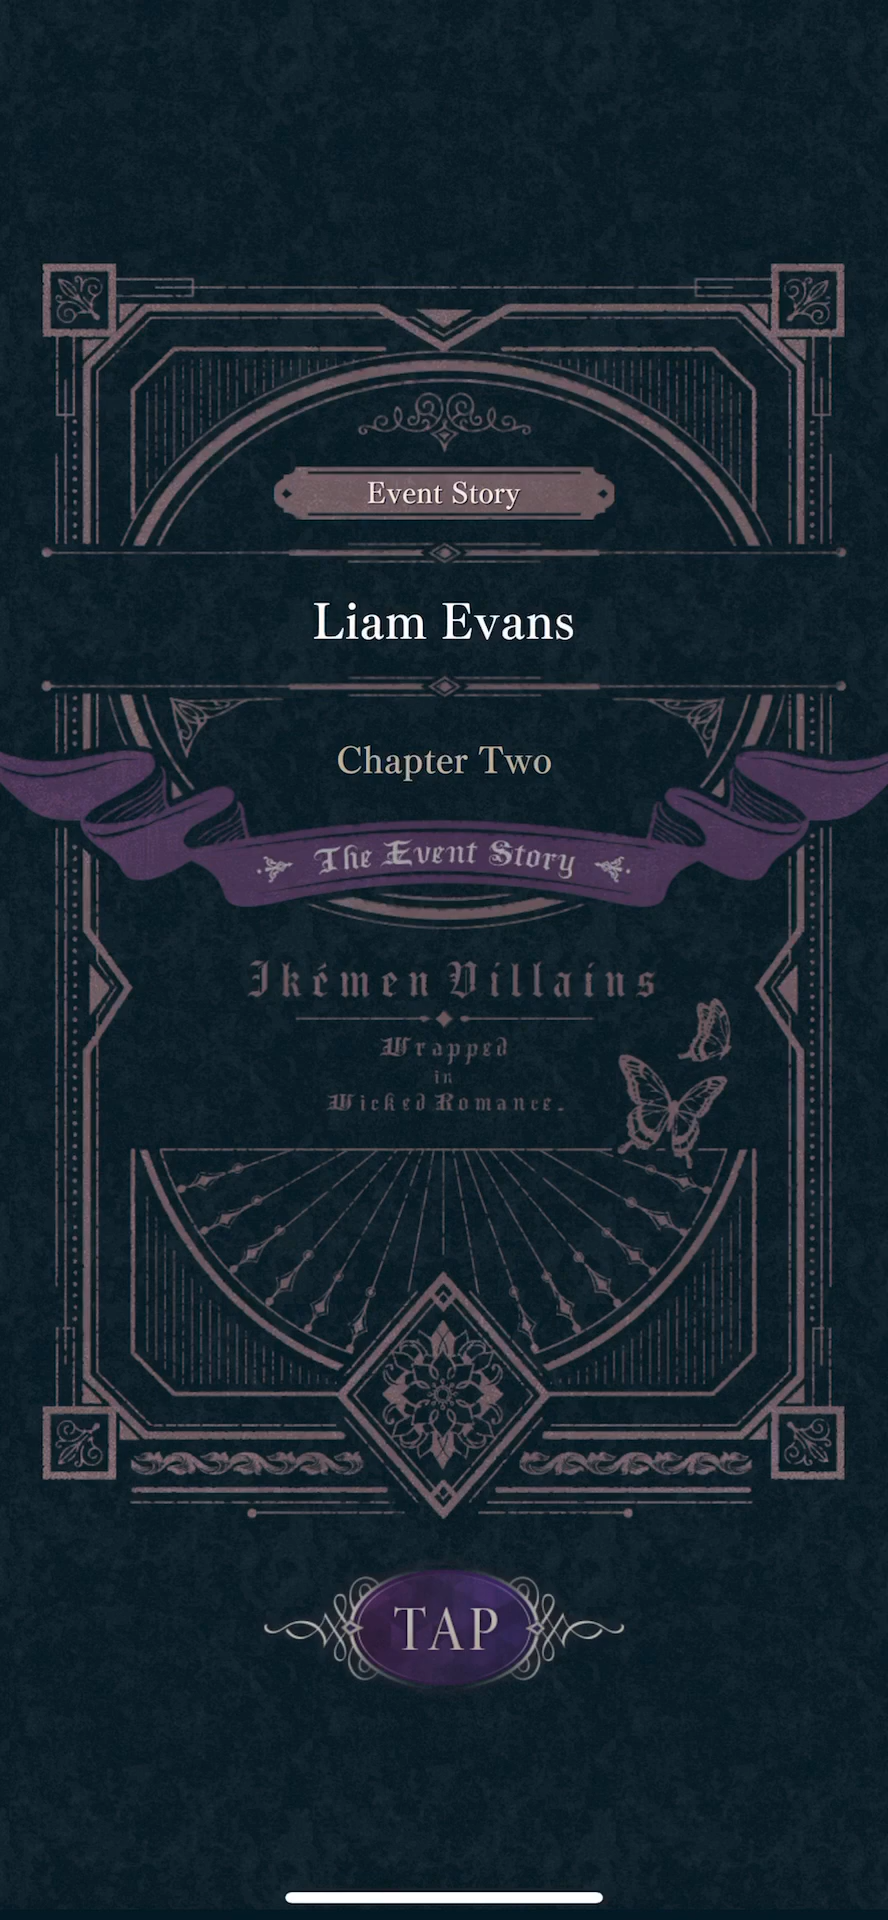 Event Story
Liam Evans
Chapter Two
The Event Story
Ikémen Villains
Wrapped
in
Wicked Romance.
TAP